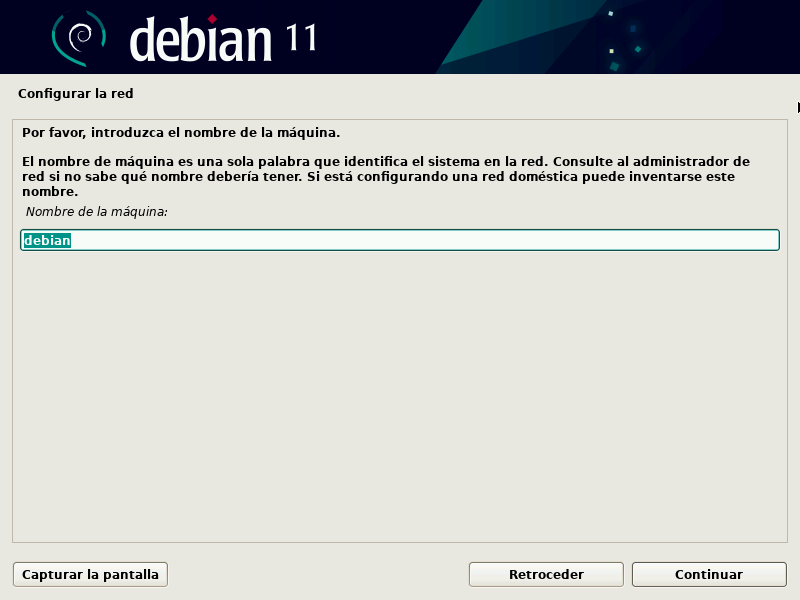 debian 11
Configurar la red
Por favor, introduzca el nombre de la máquina.
El nombre de máquina es una sola palabra que identifica el sistema en la red. Consulte al administrador de
red si no sabe qué nombre debería tener. Si está configurando una red doméstica puede inventarse este
nombre.
Nombre de la máquina:
debian
Capturar la pantalla
Retroceder
Continuar